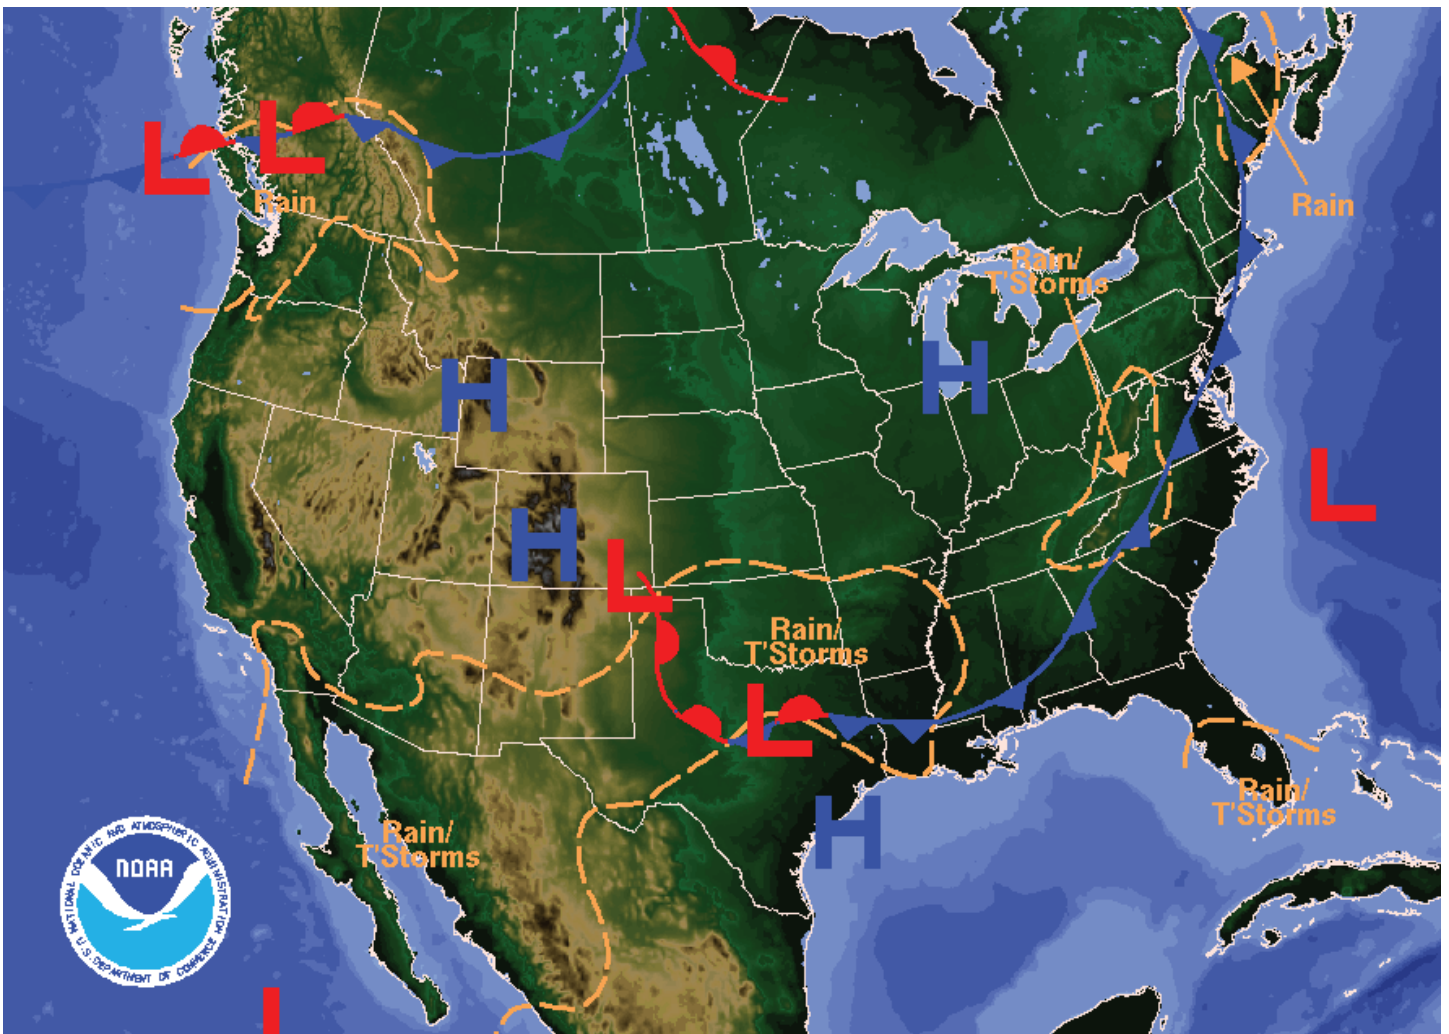 L
L
Rain
Rain
Rain/
T'Storms
H
H
L
H
L
Rain/
T'Storms
L
Rain/
T'Storms
H
Rain/
T'Storms
NOAA
NATIONAL OCEANIC AND ATMOSPHERIC ADMINISTRATION
U.S. DEPARTMENT OF COMMERCE
L